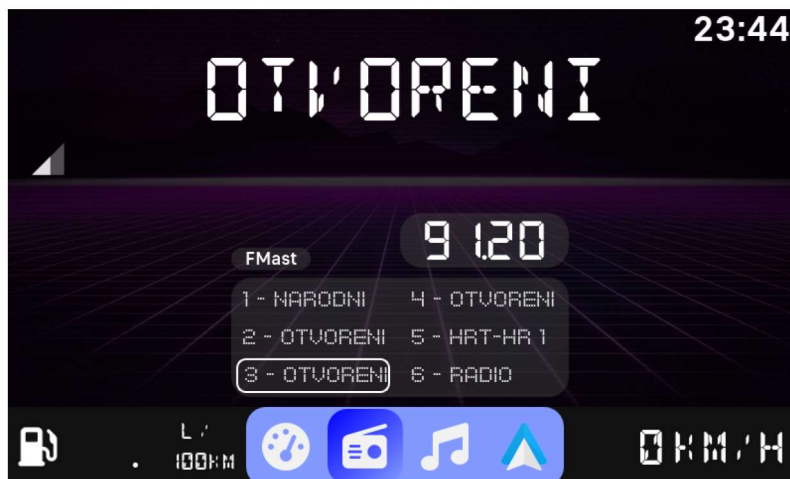 23:44
OTVORENI
91.20
FMast
1 - NARODNI 4 - OTVORENI
2 - OTVORENI 5 - HRT-HR 1
3 - OTVORENI 6 - RADIO
. L/
100KM
0KM/H